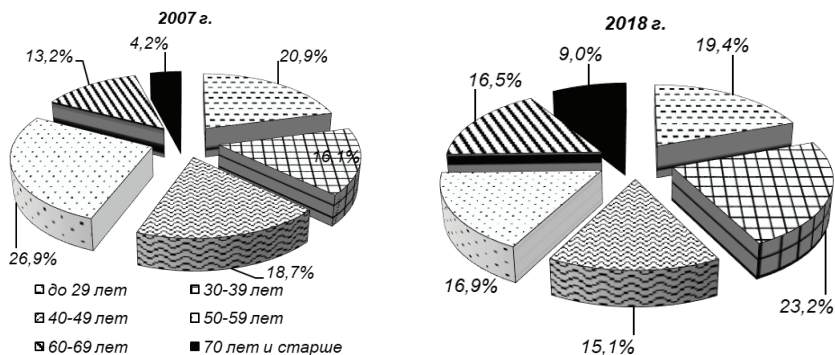 2007 г.
4,2%
13,2%
20,9%
16,1%
26,9%
18,7%
до 29 лет
30-39 лет
40-49 лет
50-59 лет
60-69 лет
70 лет и старше
2018 г.
9,0%
19,4%
16,5%
16,9%
23,2%
15,1%